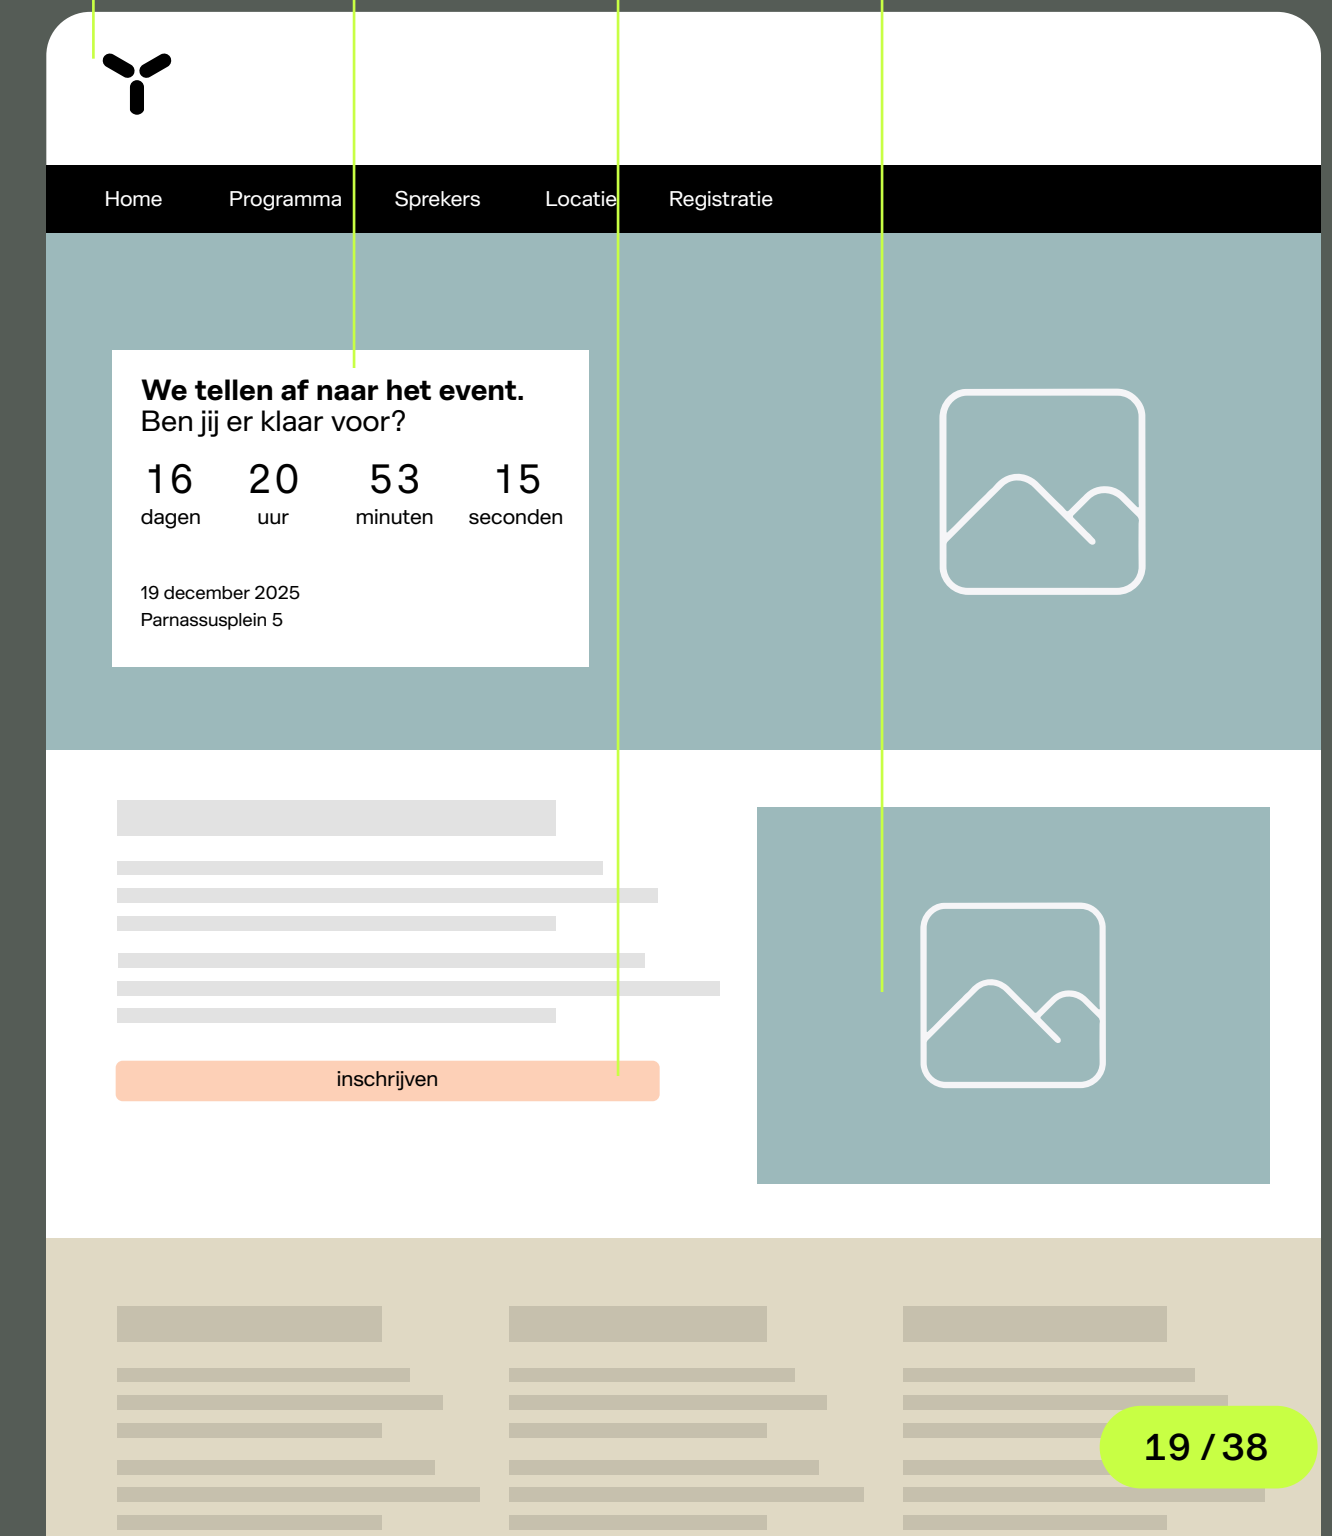 Home Programma Sprekers Locatie Registratie
We tellen af naar het event.
Ben jij er klaar voor?
16 20 53 15
dagen uur minuten seconden
19 december 2025
Parnassusplein 5
inschrijven
19 / 38